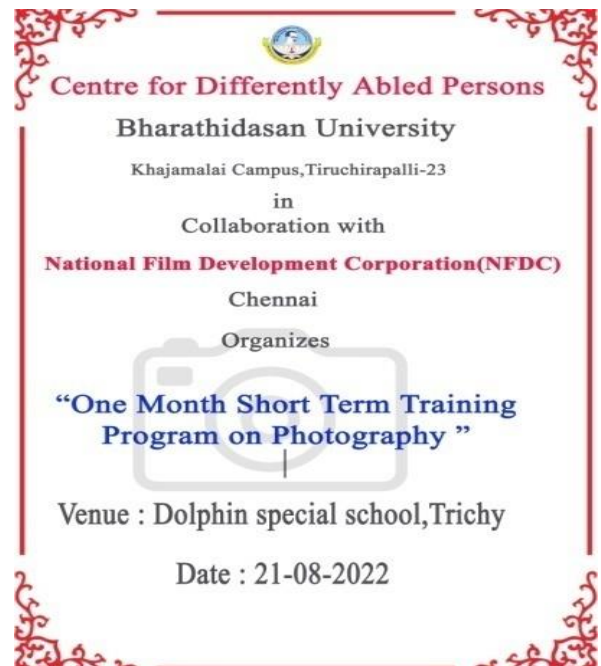 Centre for Differently Abled Persons
Bharathidasan University
Khajamalai Campus,Tiruchirapalli-23
in
Collaboration with
National Film Development Corporation(NFDC)
Chennai
Organizes
“One Month Short Term Training
Program on Photography ”
Venue : Dolphin special school,Trichy
Date : 21-08-2022